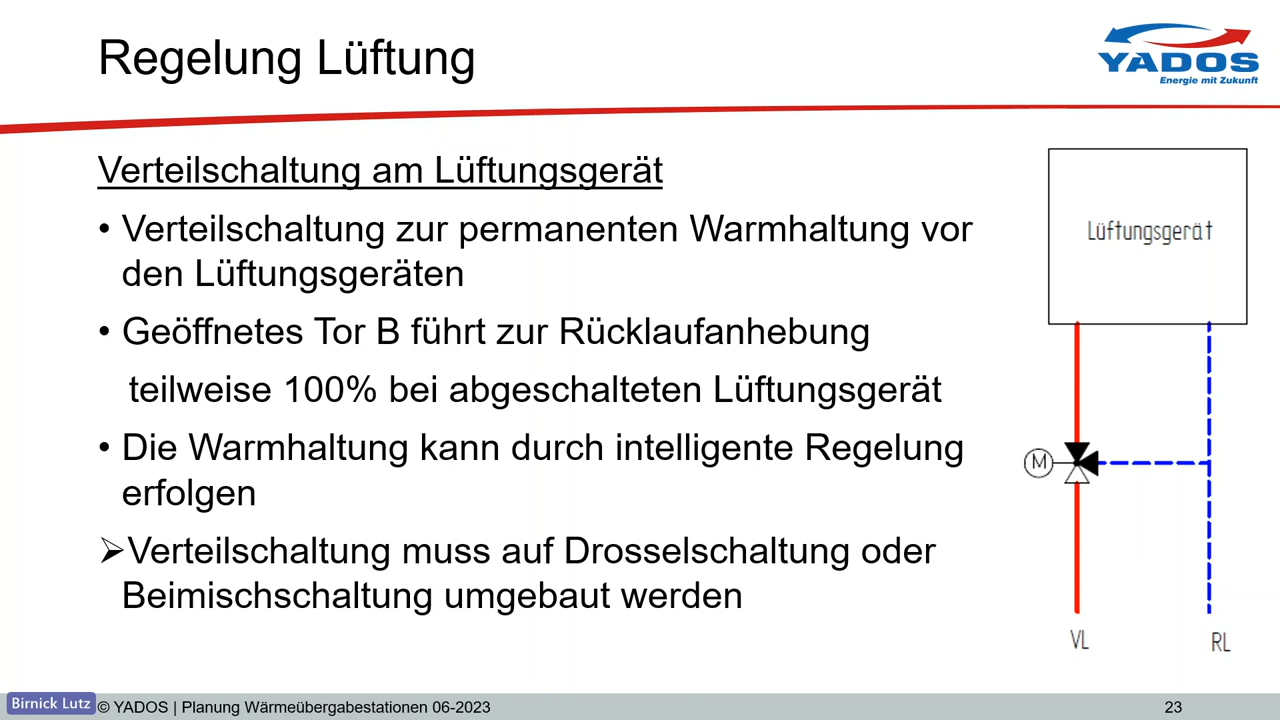 Regelung Lüftung
YADOS
Energie mit Zukunft
Verteilschaltung am Lüftungsgerät
• Verteilschaltung zur permanenten Warmhaltung vor
den Lüftungsgeräten
• Geöffnetes Tor B führt zur Rücklaufanhebung
teilweise 100% bei abgeschalteten Lüftungsgerät
• Die Warmhaltung kann durch intelligente Regelung
erfolgen
➢Verteilschaltung muss auf Drosselschaltung oder
Beimischschaltung umgebaut werden
Lüftungsgerät
M
VL
RL
Birnick Lutz
© YADOS | Planung Wärmeübergabestationen 06-2023
23